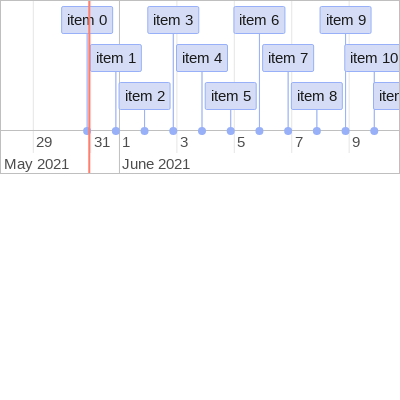 item 0 item 3 item 6 item 9
item 1 item 4 item 7 item 10
item 2 item 5 item 8
29 31 1 3 5 7 9
May 2021 June 2021